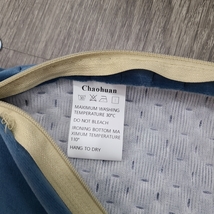 Chaohuan
MAXIMUM WASHING
TEMPERATURE 30°C
DO NOT BLEACH
IRONING BOTTOM MA
XIMUM TEMPERATURE
110°
HANG TO DRY